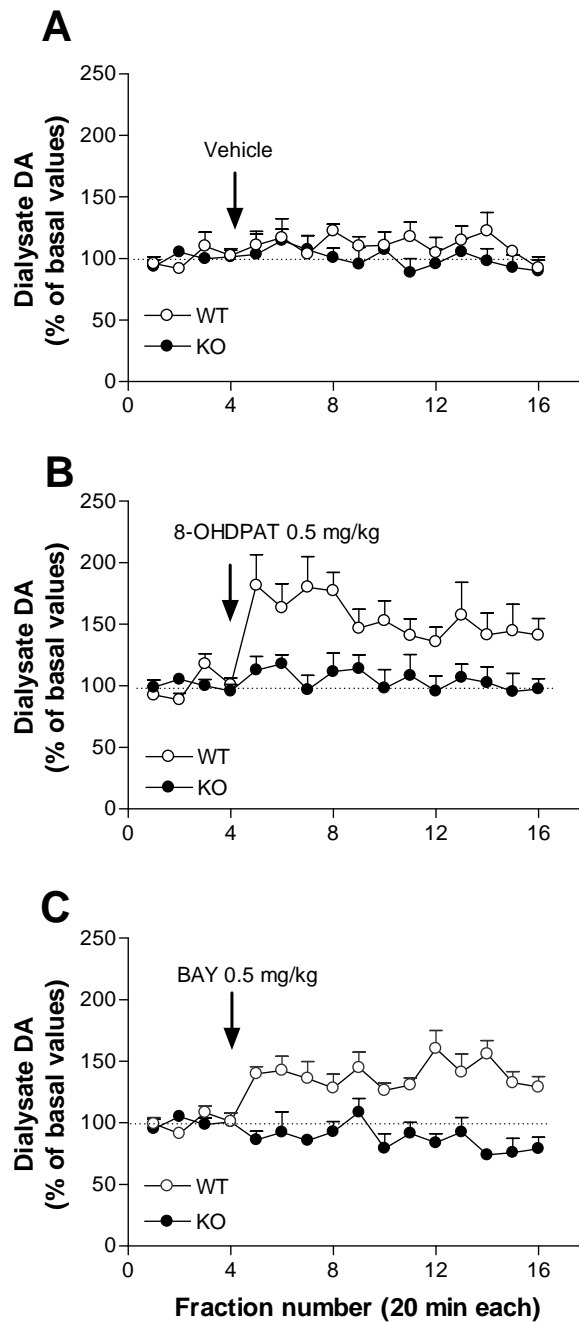 A
Dialysate DA
(% of basal values)
250
200
150
100
50
0
Vehicle
WT
KO
0
4
8
12
16
B
Dialysate DA
(% of basal values)
250
200
150
100
50
0
8-OHDPAT 0.5 mg/kg
WT
KO
0
4
8
12
16
C
Dialysate DA
(% of basal values)
250
200
150
100
50
0
BAY 0.5 mg/kg
WT
KO
0
4
8
12
16
Fraction number (20 min each)